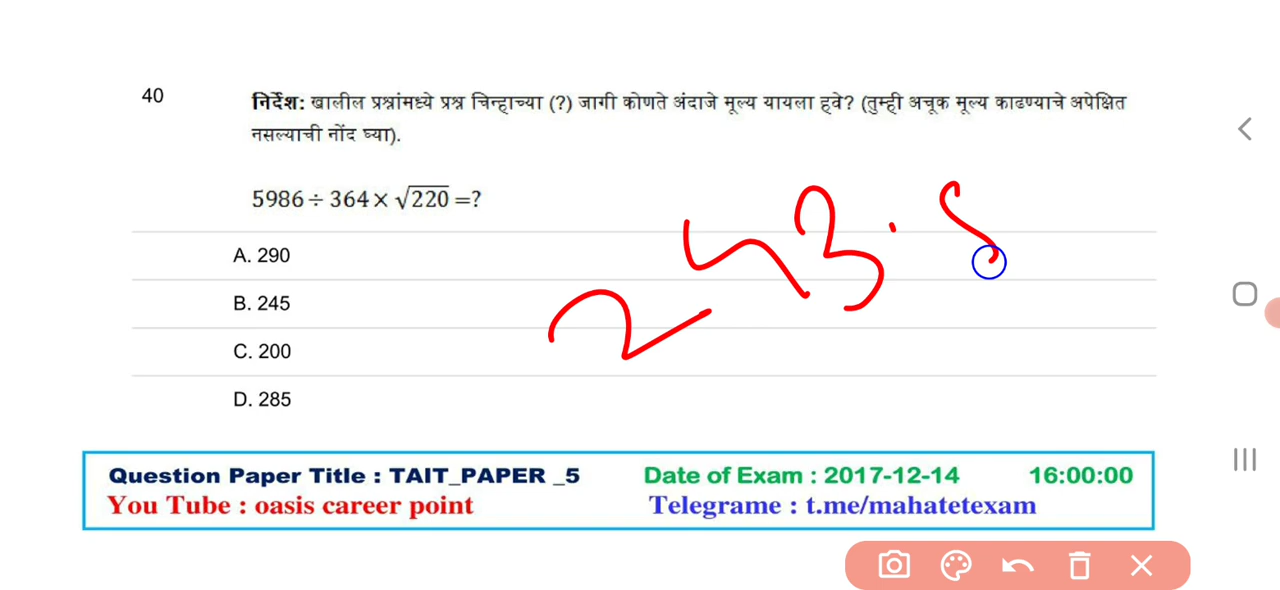 40
निर्देश: खालील प्रश्नांमध्ये प्रश्न चिन्हाच्या (?) जागी कोणते अंदाजे मूल्य यायला हवे? (तुम्ही अचूक मूल्य काढण्याचे अपेक्षित
नसल्याची नोंद घ्या).
5986 ÷ 364 × √220 =?
A. 290
B. 245
C. 200
D. 285
243.5
Question Paper Title : TAIT_PAPER _5 Date of Exam : 2017-12-14 16:00:00
You Tube : oasis career point Telegrame : t.me/mahatetexam